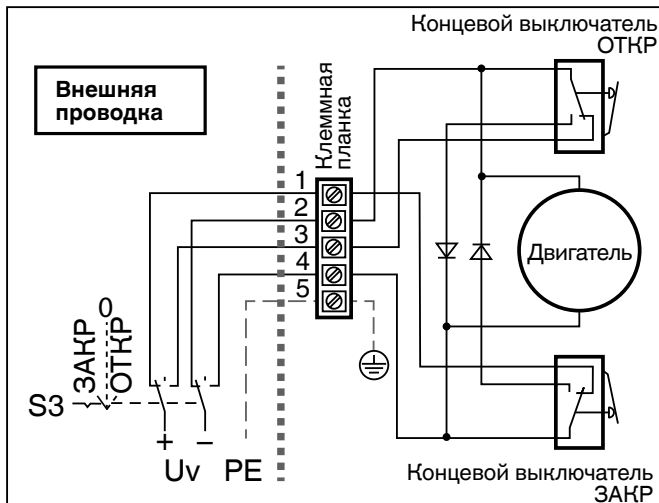 Концевой выключатель
ОТКР
Внешняя
проводка
Клеммная
планка
1
2
3
4
5
Двигатель
0
ЗАКР
ОТКР
S3
+ −
Uv PE
Концевой выключатель
ЗАКР